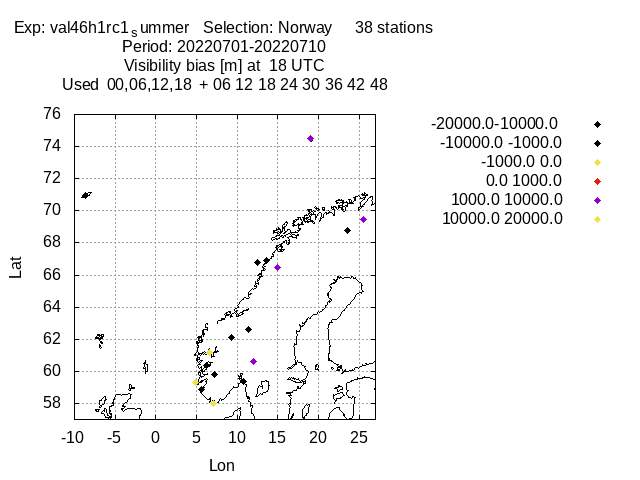 Exp: val46h1rc1summer Selection: Norway 38 stations
Period: 20220701-20220710
Visibility bias [m] at 18 UTC
Used 00,06,12,18 + 06 12 18 24 30 36 42 48
-20000.0-10000.0
-10000.0 -1000.0
-1000.0 0.0
0.0 1000.0
1000.0 10000.0
10000.0 20000.0
76
74
72
70
68
66
64
62
60
58
Lat
-10 -5 0 5 10 15 20 25
Lon